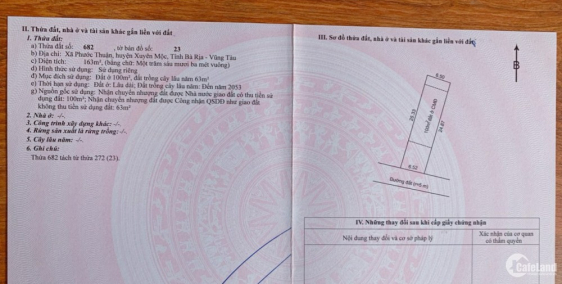 II. Thửa đất, nhà ở và tài sản khác gắn liền với đất
1. Thửa đất:
a) Thửa đất số: 682 , tờ bản đồ số: 23
b) Địa chỉ: Xã Phước Thuận, huyện Xuyên Mộc, Tỉnh Bà Rịa - Vũng Tàu
c) Diện tích: 163m², (bằng chữ: Một trăm sáu mươi ba mét vuông)
d) Hình thức sử dụng: Sử dụng riêng
đ) Mục đích sử dụng: Đất ở 100m², đất trồng cây lâu năm 63m²
e) Thời hạn sử dụng: Đất ở: Lâu dài; Đất trồng cây lâu năm: Đến năm 2053
g) Nguồn gốc sử dụng: Nhận chuyển nhượng đất được Nhà nước giao đất có thu tiền sử
dụng đất: 100m²; Nhận chuyển nhượng đất được Công nhận QSDĐ như giao đất
không thu tiền sử dụng đất: 63m²
2. Nhà ở: -/-.
3. Công trình xây dựng khác: -/-.
4. Rừng sản xuất là rừng trồng: -/-.
5. Cây lâu năm: -/-.
6. Ghi chú:
Thửa 682 tách từ thửa 272 (23).
III. Sơ đồ thửa đất, nhà ở và tài sản khác gắn liền với đất
B
Đường đất
IV. Những thay đổi sau khi cấp giấy chứng nhận
Nội dung thay đổi và cơ sở pháp lý
Xác nhận của cơ quan
có thẩm quyền
CafeLand